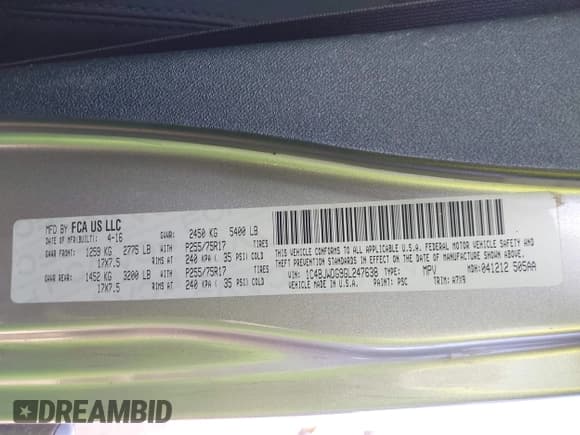 MFD BY FCA US LLC
DATE OF MFR(BUILT): 4-16 GVWR: 2450 KG 5400 LB
GAWR FRONT: 1259 KG 2775 LB WITH P255/75R17 TIRES
17X7.5 RIMS AT 240 KPA ( 35 PSI) COLD
GAWR REAR: 1452 KG 3200 LB WITH P255/75R17 TIRES
17X7.5 RIMS AT 240 KPA ( 35 PSI) COLD
THIS VEHICLE CONFORMS TO ALL APPLICABLE U.S.A. FEDERAL MOTOR VEHICLE SAFETY AND
THEFT PREVENTION STANDARDS IN EFFECT ON THE DATE OF MANUFACTURE SHOWN ABOVE.
VIN: 1C4BJWDG9GL247638 TYPE: MPV MDH: 041212 505AA
VEHICLE MADE IN U.S.A. PAINT: PSC TRIM: A7X9
DREAMBID